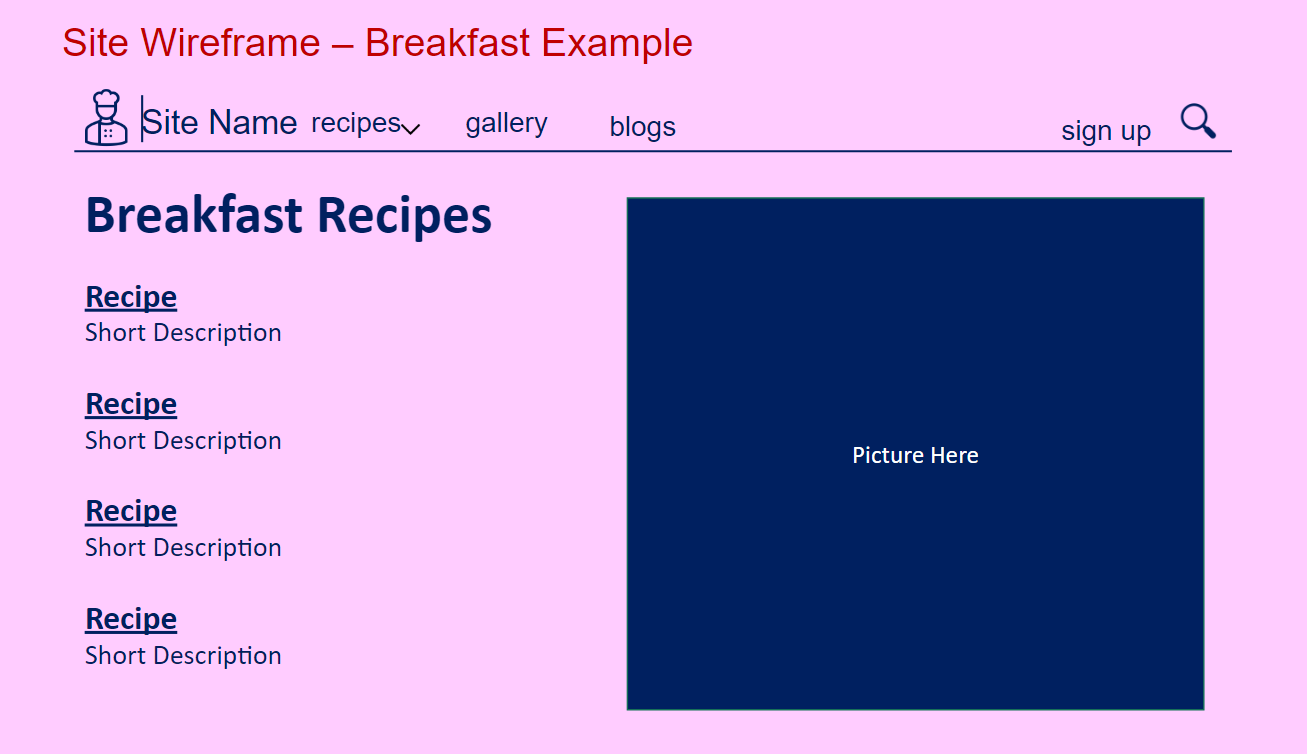 Site Wireframe – Breakfast Example
Site Name recipes gallery blogs sign up
Breakfast Recipes
Recipe
Short Description
Recipe
Short Description
Recipe
Short Description
Recipe
Short Description
Picture Here